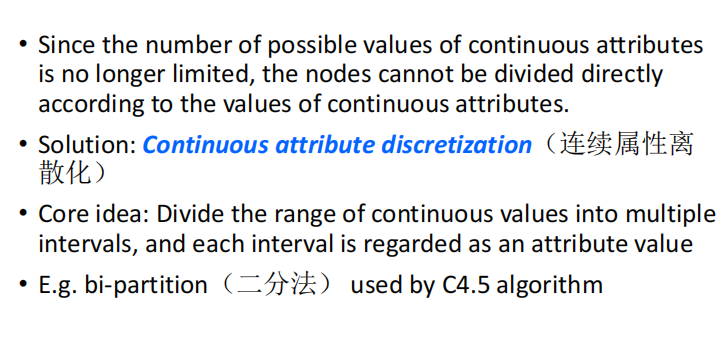 • Since the number of possible values of continuous attributes
is no longer limited, the nodes cannot be divided directly
according to the values of continuous attributes.
• Solution: Continuous attribute discretization（连续属性离
散化）
• Core idea: Divide the range of continuous values into multiple
intervals, and each interval is regarded as an attribute value
• E.g. bi-partition（二分法） used by C4.5 algorithm